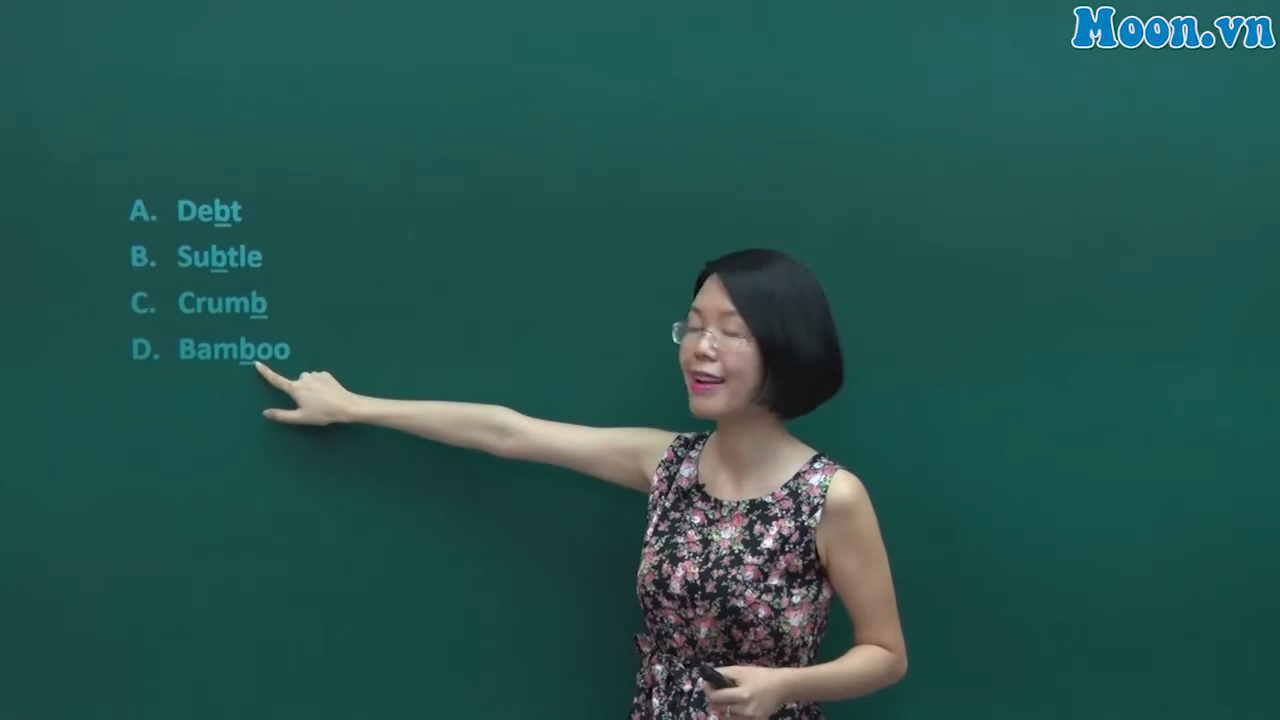 Moon.vn
A. Debt
B. Subtle
C. Crumb
D. Bamboo